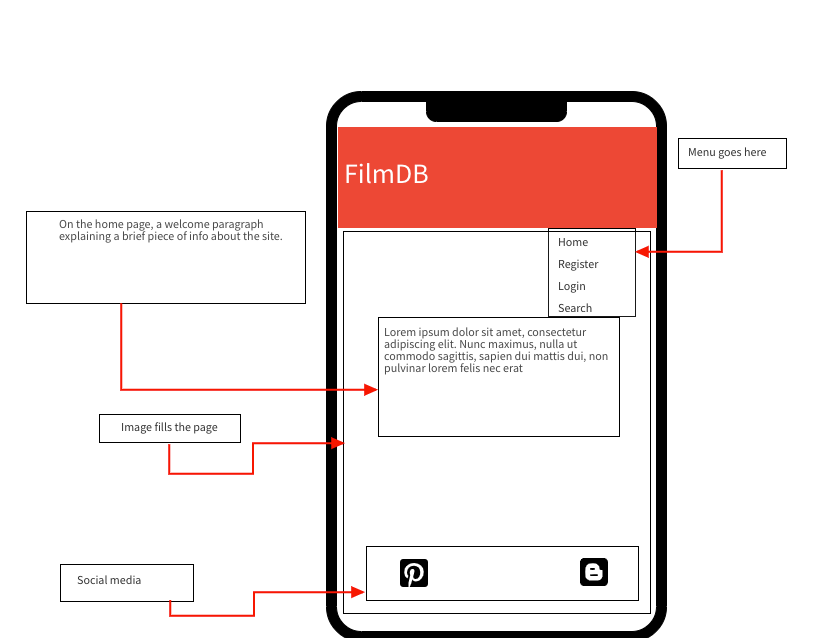 FilmDB
Menu goes here
On the home page, a welcome paragraph
explaining a brief piece of info about the site.
Home
Register
Login
Search
Lorem ipsum dolor sit amet, consectetur
adipiscing elit. Nunc maximus, nulla ut
commodo sagittis, sapien dui mattis dui, non
pulvinar lorem felis nec erat
Image fills the page
Social media